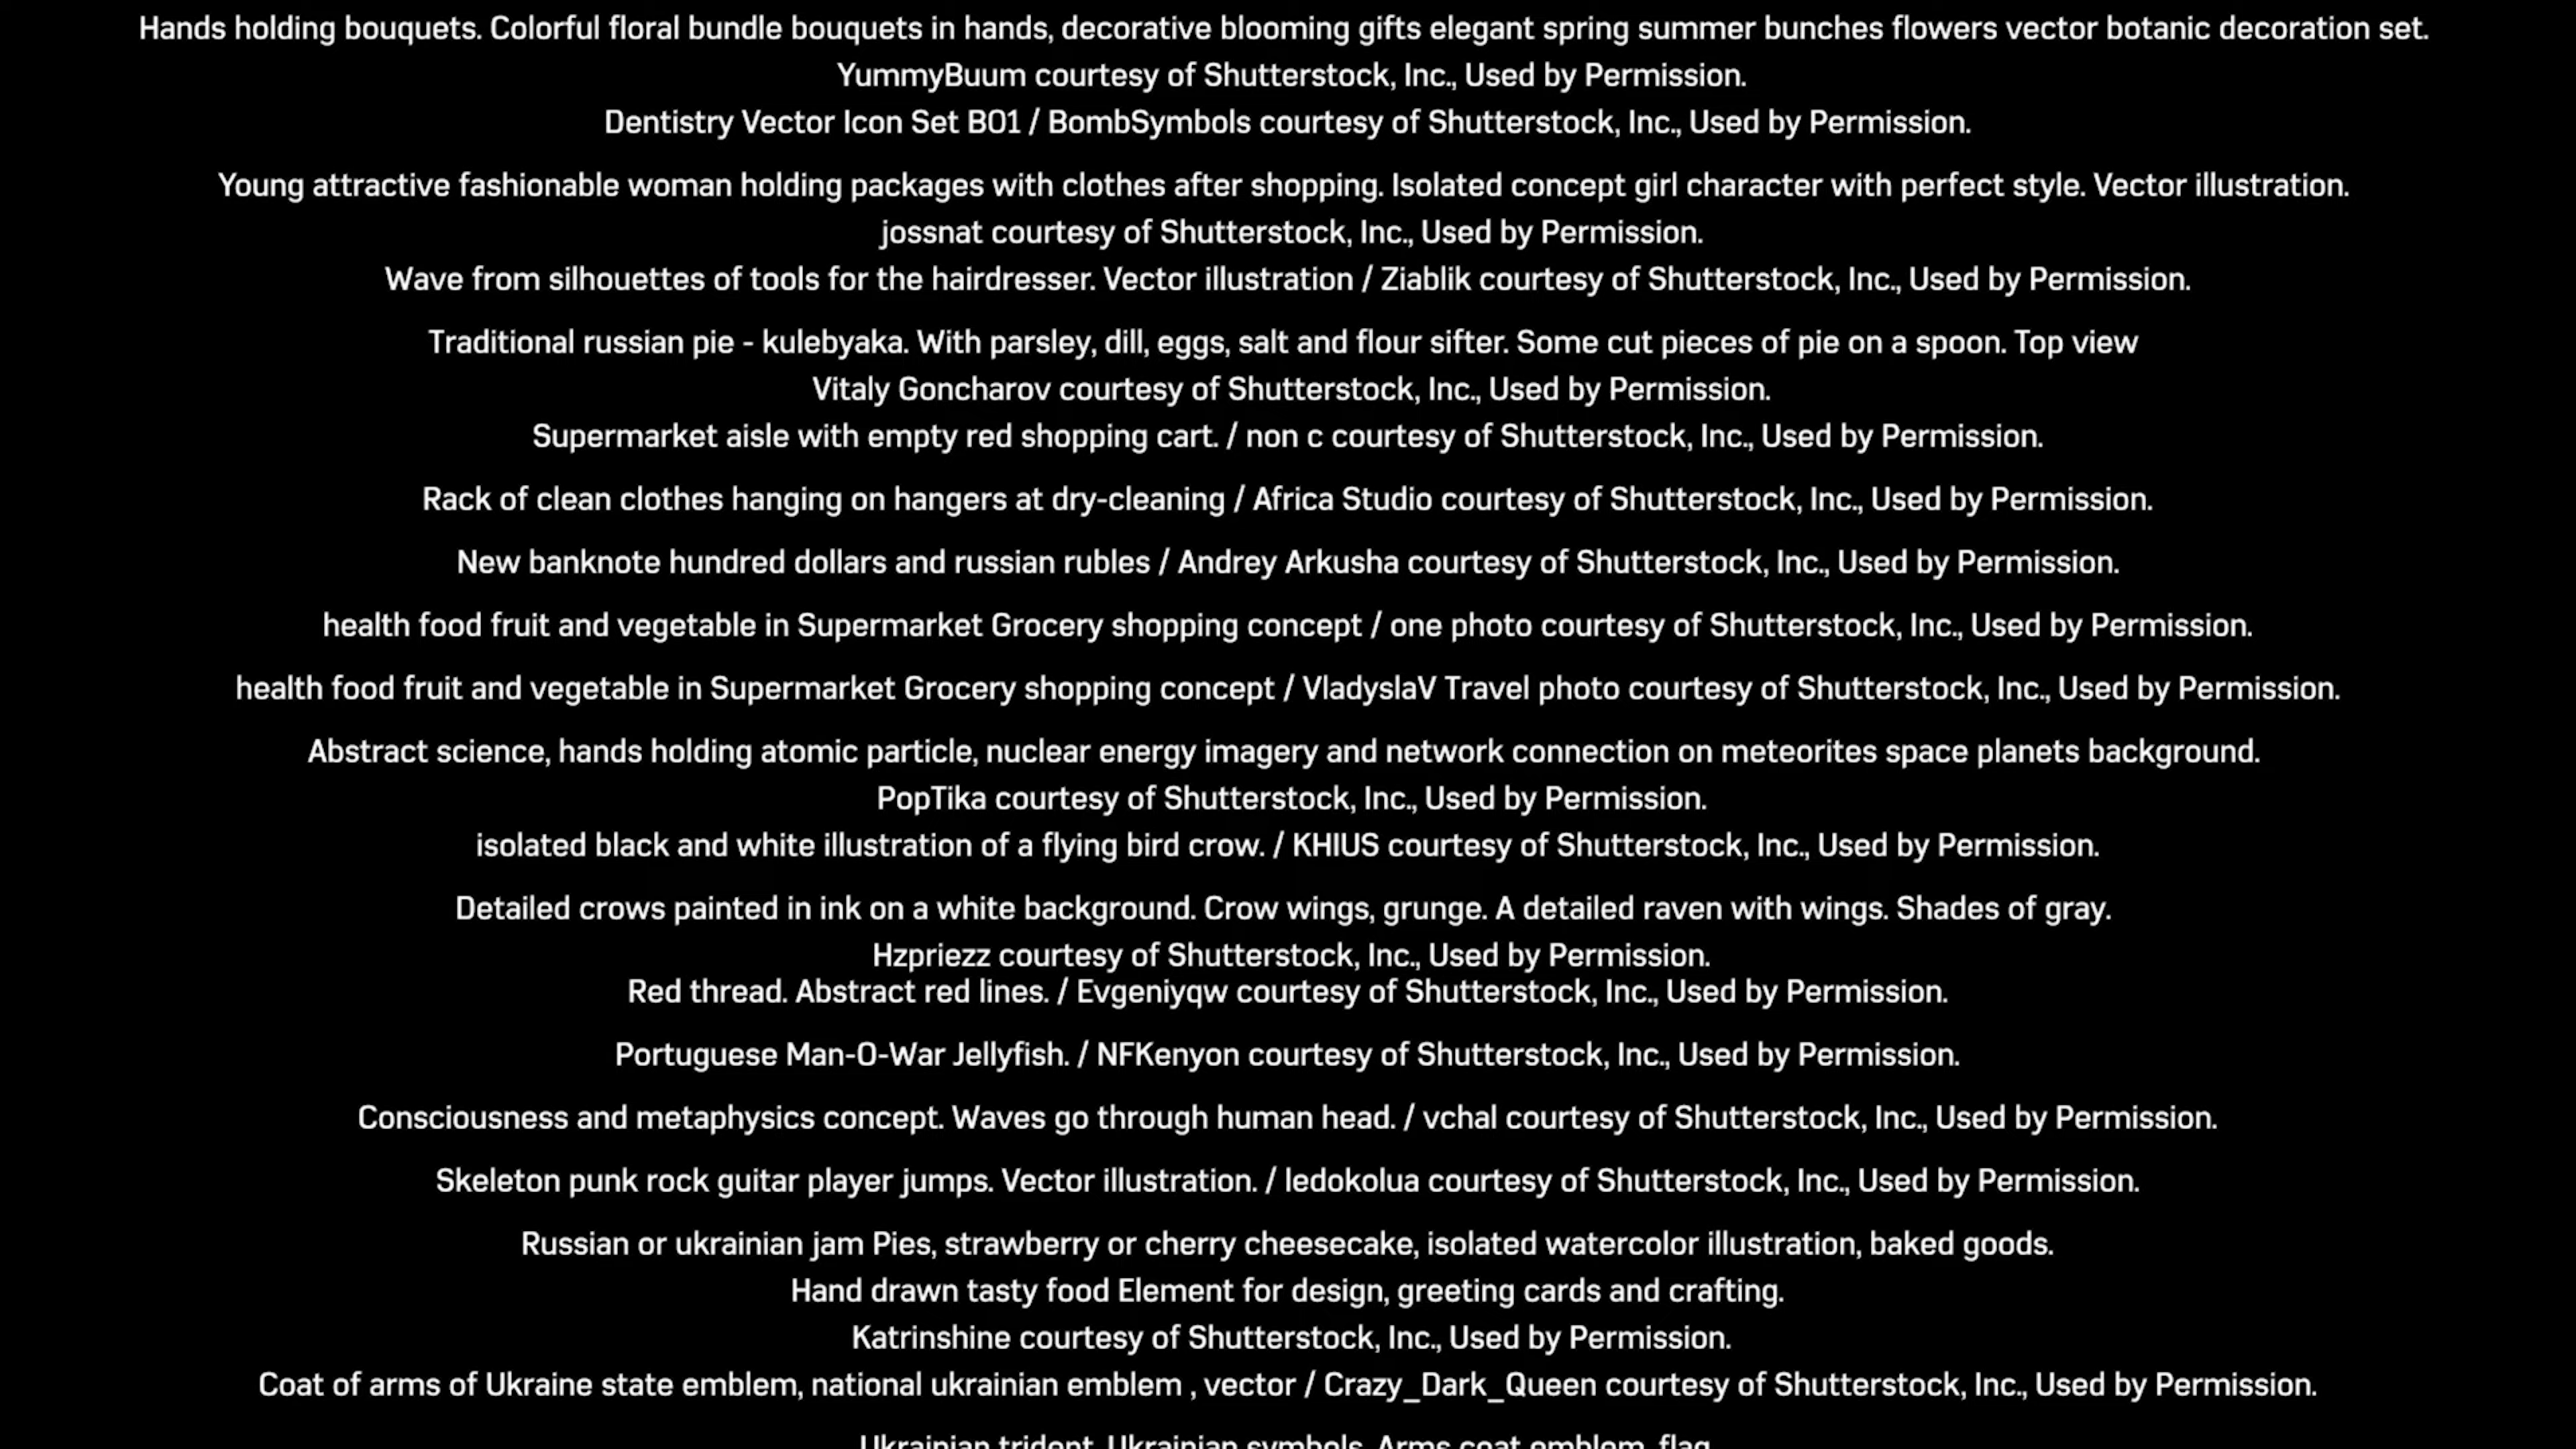 Hands holding bouquets. Colorful floral bundle bouquets in hands, decorative blooming gifts elegant spring summer bunches flowers vector botanic decoration set.
YummyBuum courtesy of Shutterstock, Inc., Used by Permission.
Dentistry Vector Icon Set B01 / BombSymbols courtesy of Shutterstock, Inc., Used by Permission.
Young attractive fashionable woman holding packages with clothes after shopping. Isolated concept girl character with perfect style. Vector illustration.
jossnat courtesy of Shutterstock, Inc., Used by Permission.
Wave from silhouettes of tools for the hairdresser. Vector illustration / Ziablik courtesy of Shutterstock, Inc., Used by Permission.
Traditional russian pie - kulebyaka. With parsley, dill, eggs, salt and flour sifter. Some cut pieces of pie on a spoon. Top view
Vitaly Goncharov courtesy of Shutterstock, Inc., Used by Permission.
Supermarket aisle with empty red shopping cart. / non c courtesy of Shutterstock, Inc., Used by Permission.
Rack of clean clothes hanging on hangers at dry-cleaning / Africa Studio courtesy of Shutterstock, Inc., Used by Permission.
New banknote hundred dollars and russian rubles / Andrey Arkusha courtesy of Shutterstock, Inc., Used by Permission.
health food fruit and vegetable in Supermarket Grocery shopping concept / one photo courtesy of Shutterstock, Inc., Used by Permission.
health food fruit and vegetable in Supermarket Grocery shopping concept / VladyslaV Travel photo courtesy of Shutterstock, Inc., Used by Permission.
Abstract science, hands holding atomic particle, nuclear energy imagery and network connection on meteorites space planets background.
PopTika courtesy of Shutterstock, Inc., Used by Permission.
isolated black and white illustration of a flying bird crow. / KHIUS courtesy of Shutterstock, Inc., Used by Permission.
Detailed crows painted in ink on a white background. Crow wings, grunge. A detailed raven with wings. Shades of gray.
Hzpriezz courtesy of Shutterstock, Inc., Used by Permission.
Red thread. Abstract red lines. / Evgeniyqw courtesy of Shutterstock, Inc., Used by Permission.
Portuguese Man-O-War Jellyfish. / NFKenyon courtesy of Shutterstock, Inc., Used by Permission.
Consciousness and metaphysics concept. Waves go through human head. / vchal courtesy of Shutterstock, Inc., Used by Permission.
Skeleton punk rock guitar player jumps. Vector illustration. / ledokolua courtesy of Shutterstock, Inc., Used by Permission.
Russian or ukrainian jam Pies, strawberry or cherry cheesecake, isolated watercolor illustration, baked goods.
Hand drawn tasty food Element for design, greeting cards and crafting.
Katrinshine courtesy of Shutterstock, Inc., Used by Permission.
Coat of arms of Ukraine state emblem, national ukrainian emblem , vector / Crazy_Dark_Queen courtesy of Shutterstock, Inc., Used by Permission.
Ukrainian trident. Ukrainian symbols. Arms coat emblem, flag